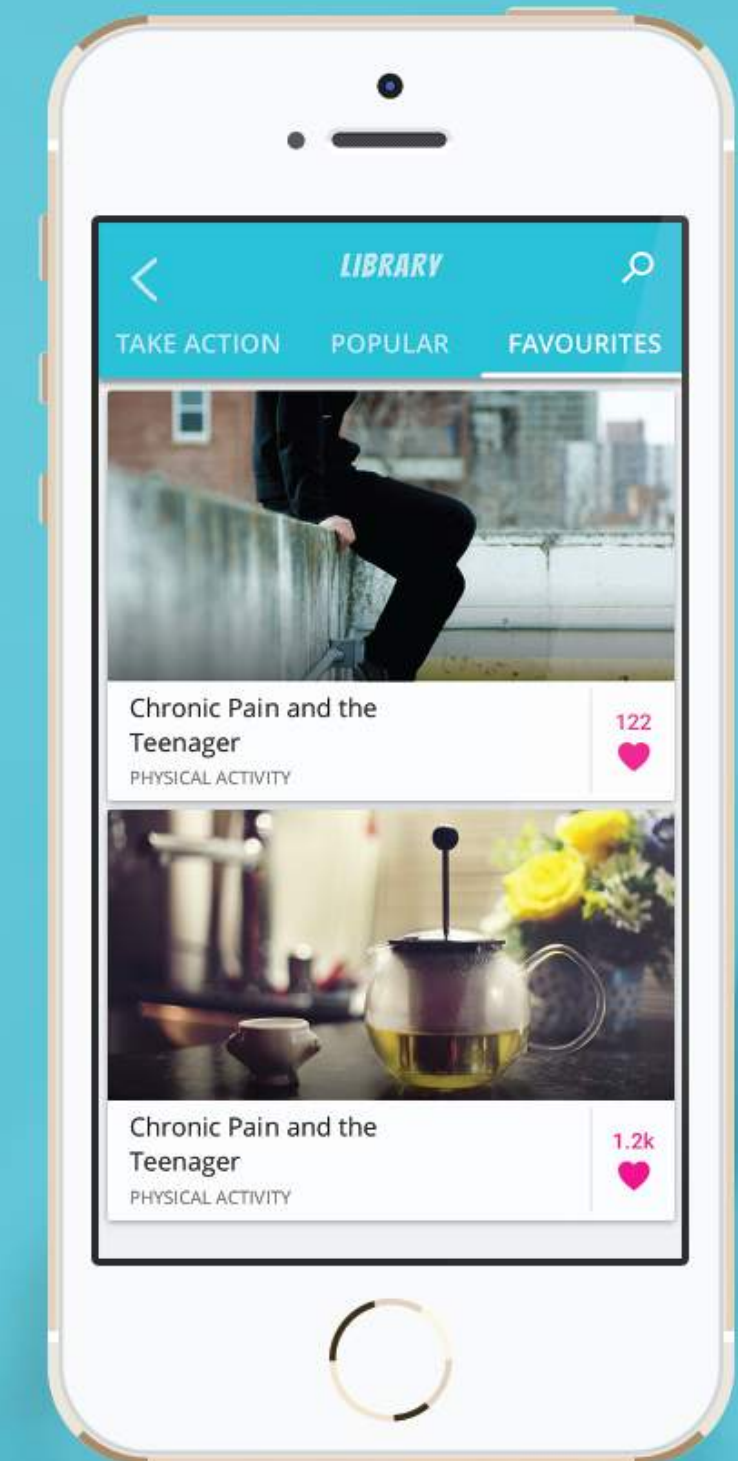 LIBRARY
TAKE ACTION POPULAR FAVOURITES
Chronic Pain and the
Teenager
PHYSICAL ACTIVITY
122
Chronic Pain and the
Teenager
PHYSICAL ACTIVITY
1.2k